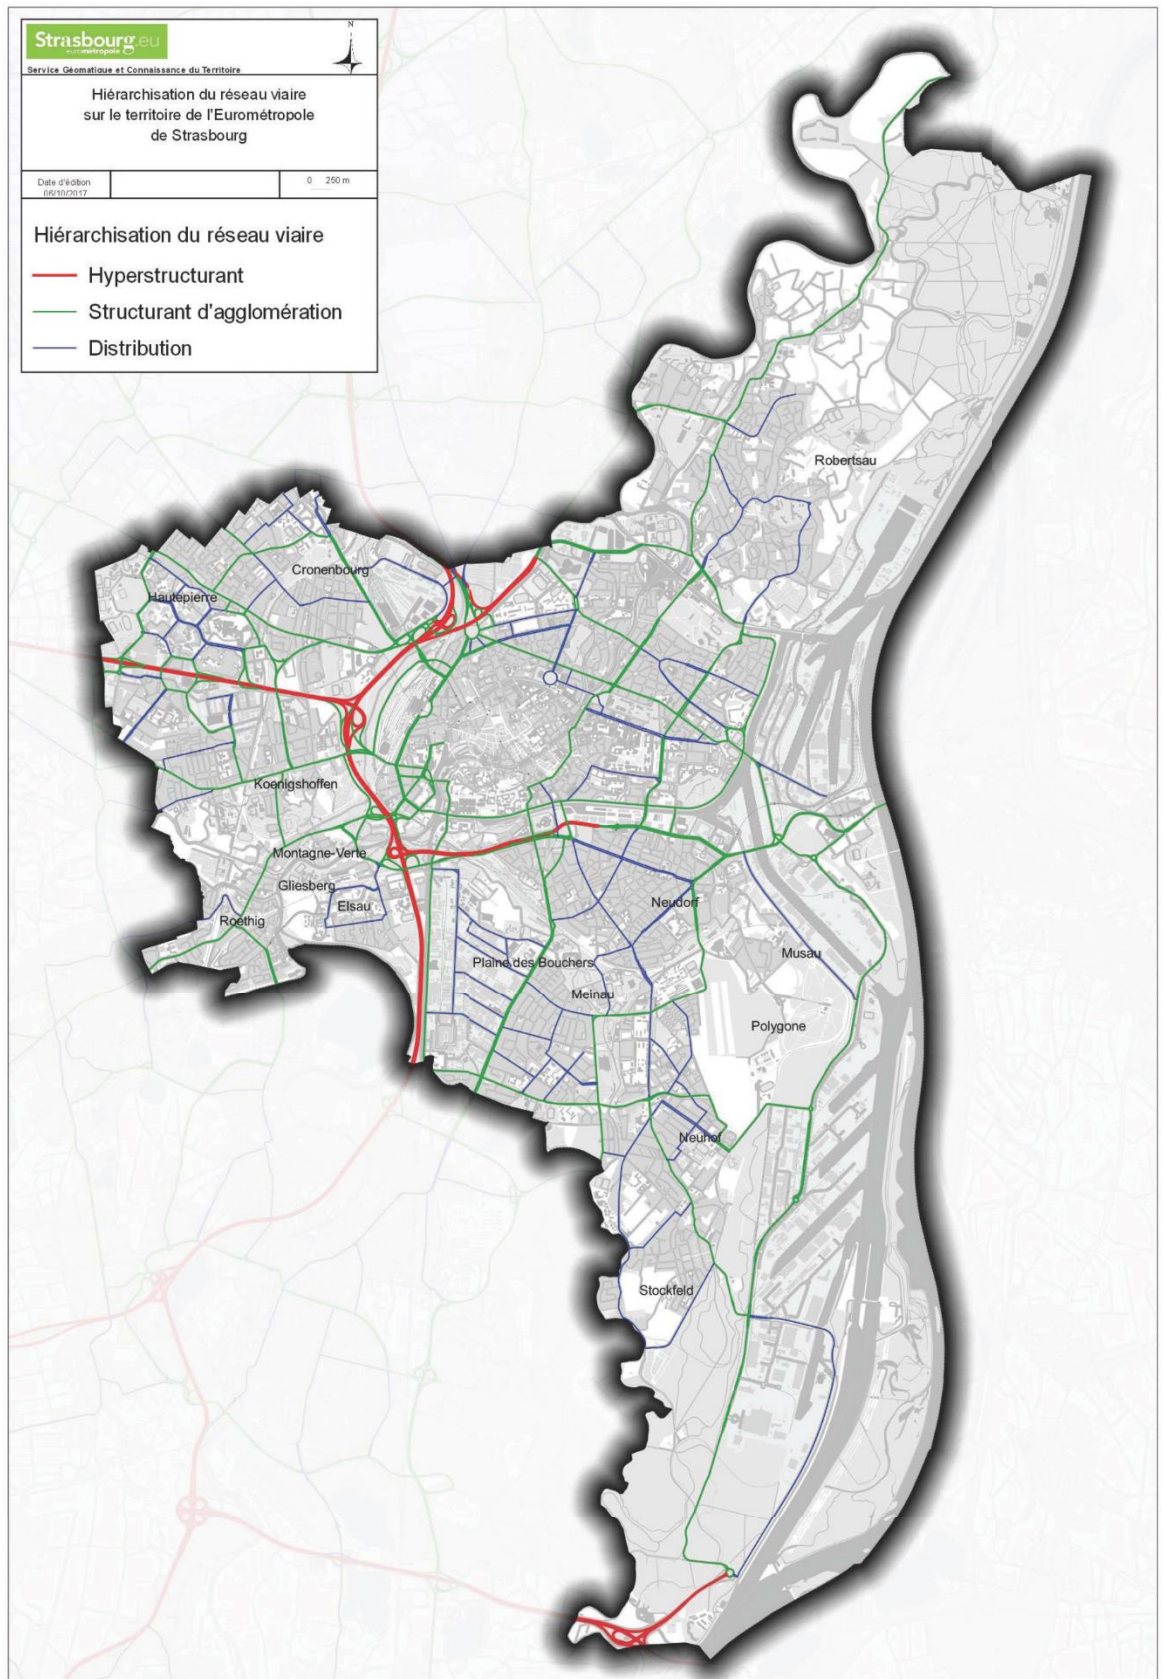 Strasbourg.eu
eurométropole
N
Service Géomatique et Connaissance du Territoire
Hiérarchisation du réseau viaire
sur le territoire de l'Eurométropole
de Strasbourg
Date d'édition
06/10/2017
0 250 m
Hiérarchisation du réseau viaire
Hyperstructurant
Structurant d'agglomération
Distribution
Robertsau
Cronenbourg
Hautepierre
Koenigshoffen
Montagne-Verte
Gliesberg
Elsau
Roethig
Neudorf
Musau
Plaine des Bouchers
Meinau
Polygone
Neuhof
Stockfeld